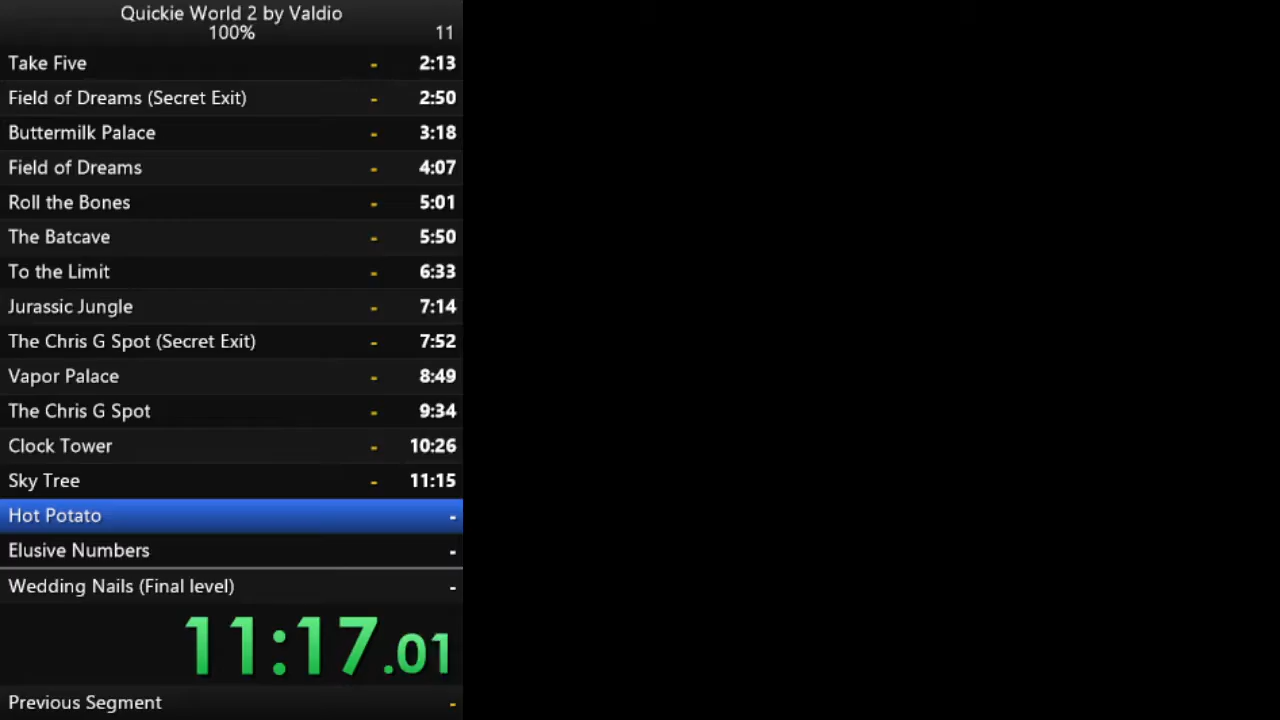 Quickie World 2 by Valdio
100% 11
Take Five - 2:13
Field of Dreams (Secret Exit) - 2:50
Buttermilk Palace - 3:18
Field of Dreams - 4:07
Roll the Bones - 5:01
The Batcave - 5:50
To the Limit - 6:33
Jurassic Jungle - 7:14
The Chris G Spot (Secret Exit) - 7:52
Vapor Palace - 8:49
The Chris G Spot - 9:34
Clock Tower - 10:26
Sky Tree - 11:15
Hot Potato -
Elusive Numbers -
Wedding Nails (Final level) -
11:17.01
Previous Segment -